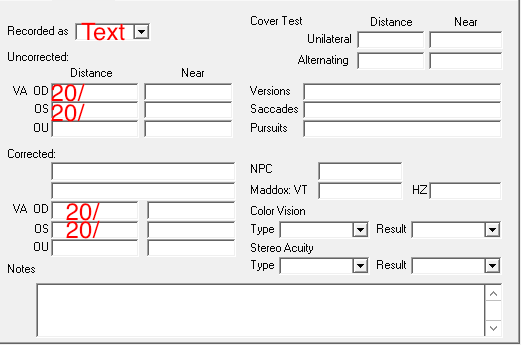 Recorded as Text
Uncorrected:
Distance Near
VA OD 20/
OS 20/
OU
Corrected:
VA OD 20/
OS 20/
OU
Notes
Cover Test Distance Near
Unilateral
Alternating
Versions
Saccades
Pursuits
NPC
Maddox: VT HZ
Color Vision
Type Result
Stereo Acuity
Type Result